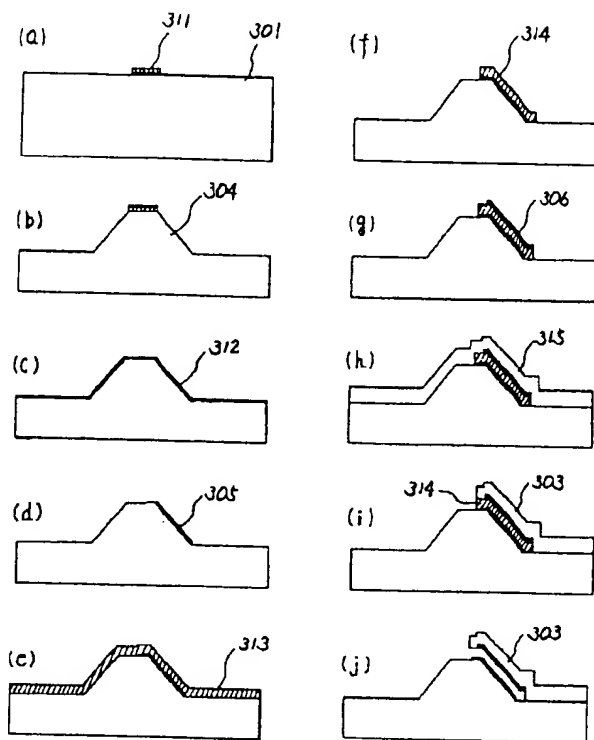 (a) 311 301
(b) 304
(c) 312
(d) 305
(e) 313
(f) 314
(g) 306
(h) 315
(i) 314 303
(j) 303